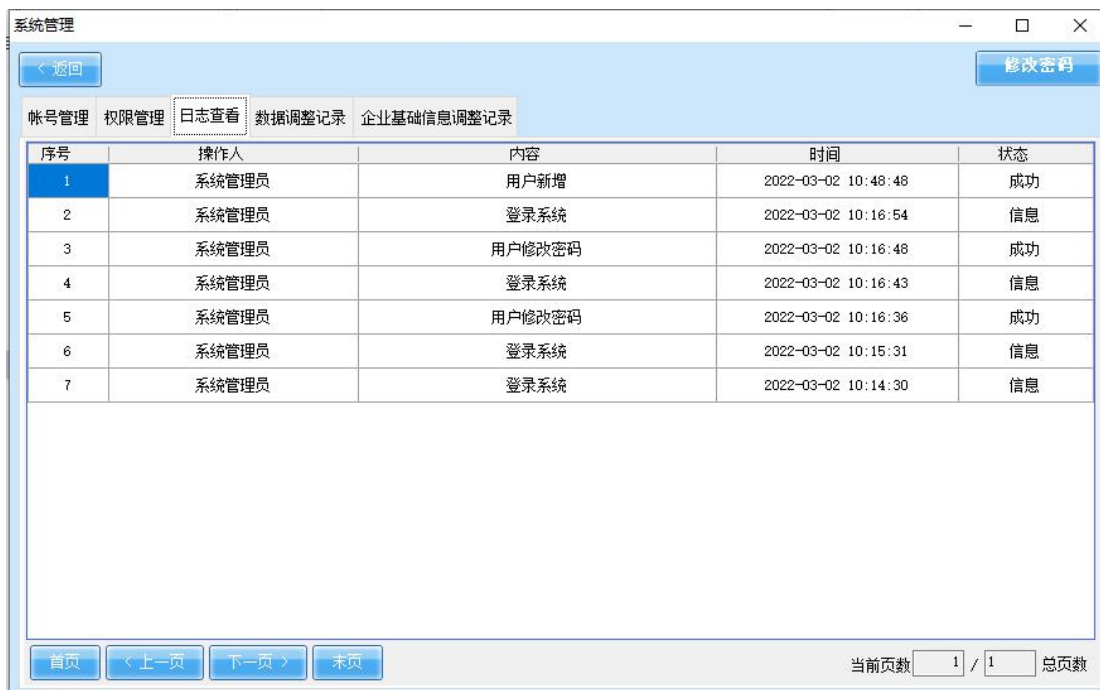 系统管理
< 返回
修改密码
帐号管理 权限管理 日志查看 数据调整记录 企业基础信息调整记录
序号 操作人 内容 时间 状态
1 系统管理员 用户新增 2022-03-02 10:48:48 成功
2 系统管理员 登录系统 2022-03-02 10:16:54 信息
3 系统管理员 用户修改密码 2022-03-02 10:16:48 成功
4 系统管理员 登录系统 2022-03-02 10:16:43 信息
5 系统管理员 用户修改密码 2022-03-02 10:16:36 成功
6 系统管理员 登录系统 2022-03-02 10:15:31 信息
7 系统管理员 登录系统 2022-03-02 10:14:30 信息
首页 < 上一页 下一页 > 末页 当前页数 1 / 1 总页数